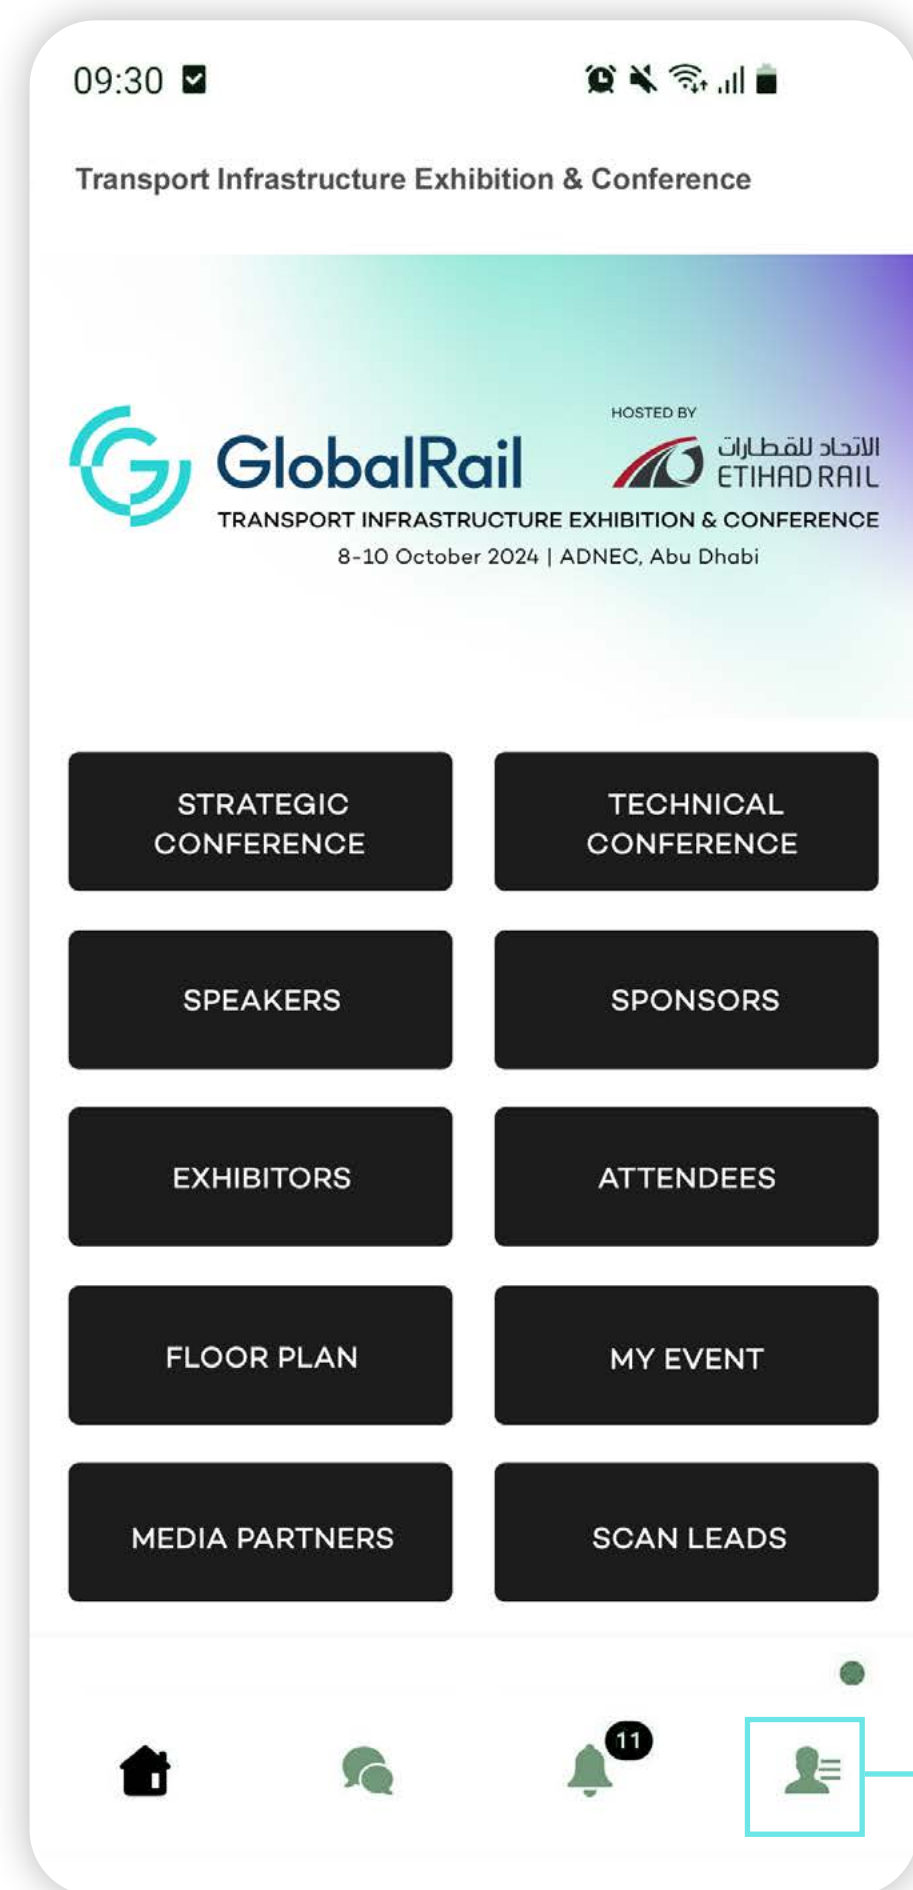 09:30
Transport Infrastructure Exhibition & Conference
HOSTED BY
GlobalRail
الاتحاد للقطارات
ETIHAD RAIL
TRANSPORT INFRASTRUCTURE EXHIBITION & CONFERENCE
8-10 October 2024 | ADNEC, Abu Dhabi
STRATEGIC
CONFERENCE
TECHNICAL
CONFERENCE
SPEAKERS
SPONSORS
EXHIBITORS
ATTENDEES
FLOOR PLAN
MY EVENT
MEDIA PARTNERS
SCAN LEADS
11